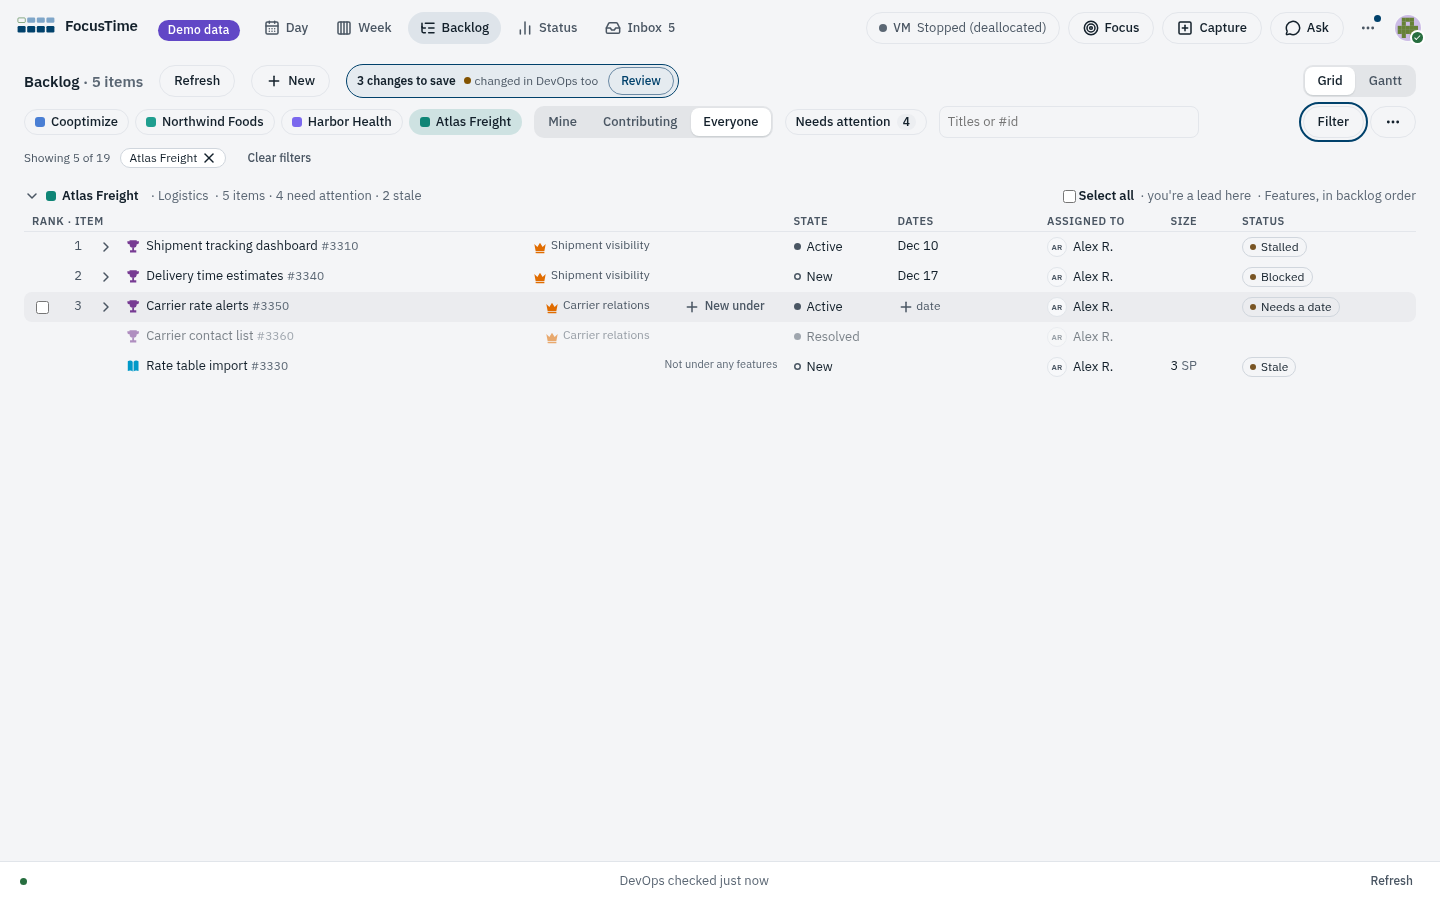 FocusTime Demo data Day Week Backlog Status Inbox 5 VM Stopped (deallocated) Focus Capture Ask
Backlog · 5 items Refresh New 3 changes to save changed in DevOps too Review Grid Gantt
Cooptimize Northwind Foods Harbor Health Atlas Freight Mine Contributing Everyone Needs attention 4 Titles or #id Filter
Showing 5 of 19 Atlas Freight Clear filters
Atlas Freight · Logistics · 5 items · 4 need attention · 2 stale Select all · you're a lead here · Features, in backlog order
RANK · ITEM STATE DATES ASSIGNED TO SIZE STATUS
1 Shipment tracking dashboard #3310 Shipment visibility Active Dec 10 AR Alex R. Stalled
2 Delivery time estimates #3340 Shipment visibility New Dec 17 AR Alex R. Blocked
3 Carrier rate alerts #3350 Carrier relations New under Active date AR Alex R. Needs a date
Carrier contact list #3360 Carrier relations Resolved AR Alex R.
Rate table import #3330 Not under any features New AR Alex R. 3 SP Stale
DevOps checked just now Refresh